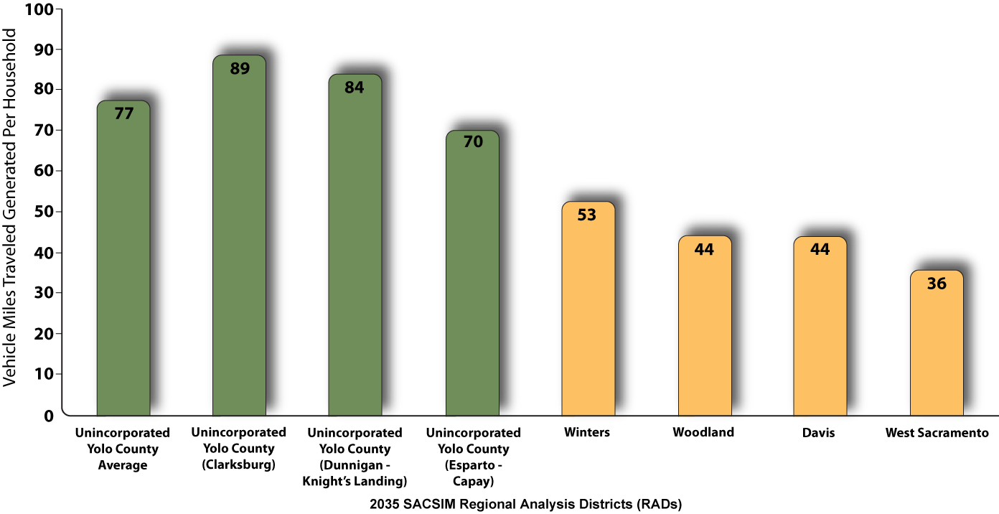 Vehicle Miles Traveled Generated Per Household
100
90
80
70
60
50
40
30
20
10
0
77
89
84
70
53
44
44
36
Unincorporated
Yolo County
Average
Unincorporated
Yolo County
(Clarksburg)
Unincorporated
Yolo County
(Dunnigan -
Knight's Landing)
Unincorporated
Yolo County
(Esparto -
Capay)
Winters
Woodland
Davis
West Sacramento
2035 SACSIM Regional Analysis Districts (RADs)